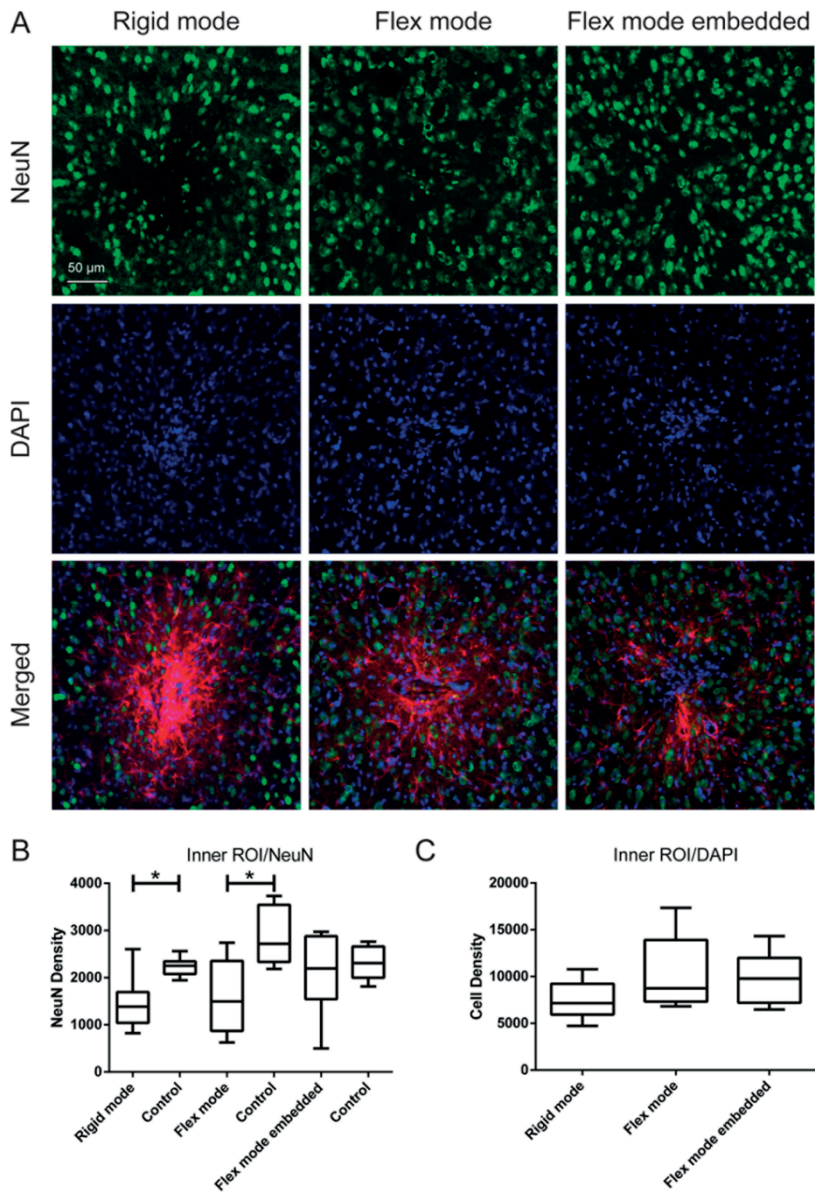 A
Rigid mode
Flex mode
Flex mode embedded
NeuN
50 µm
DAPI
Merged
B
Inner ROI/NeuN
*
*
4000
3000
2000
1000
0
NeuN Density
Rigid mode
Control
Flex mode
Control
Flex mode embedded
Control
C
Inner ROI/DAPI
20000
15000
10000
5000
0
Cell Density
Rigid mode
Flex mode
Flex mode embedded